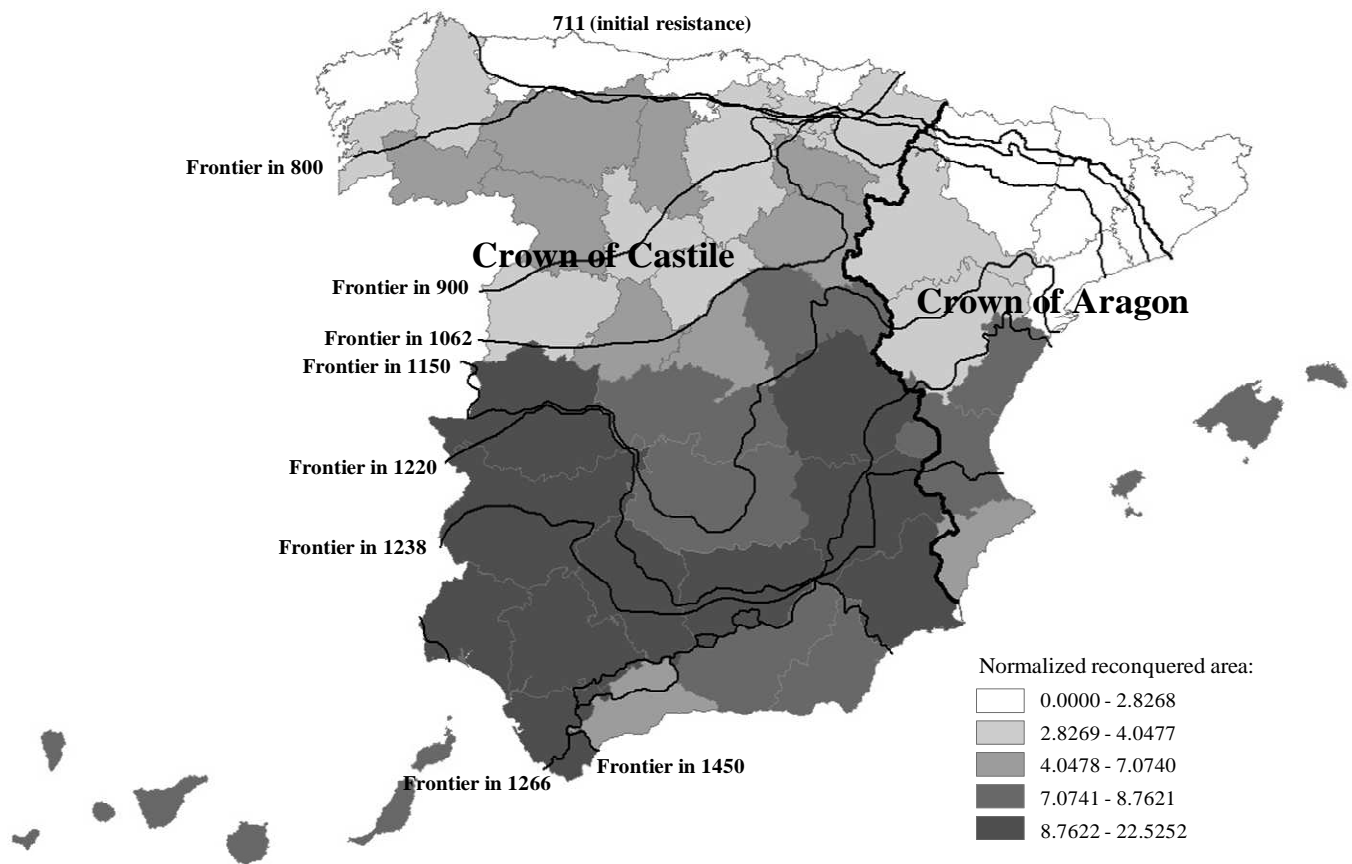 711 (initial resistance)
Frontier in 800
Crown of Castile
Frontier in 900
Crown of Aragon
Frontier in 1062
Frontier in 1150
Frontier in 1220
Frontier in 1238
Normalized reconquered area:
0.0000 - 2.8268
2.8269 - 4.0477
4.0478 - 7.0740
7.0741 - 8.7621
8.7622 - 22.5252
Frontier in 1450
Frontier in 1266